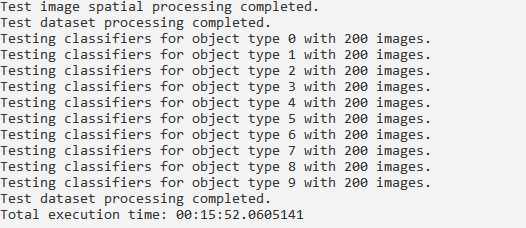 Test image spatial processing completed.
Test dataset processing completed.
Testing classifiers for object type 0 with 200 images.
Testing classifiers for object type 1 with 200 images.
Testing classifiers for object type 2 with 200 images.
Testing classifiers for object type 3 with 200 images.
Testing classifiers for object type 4 with 200 images.
Testing classifiers for object type 5 with 200 images.
Testing classifiers for object type 6 with 200 images.
Testing classifiers for object type 7 with 200 images.
Testing classifiers for object type 8 with 200 images.
Testing classifiers for object type 9 with 200 images.
Test dataset processing completed.
Total execution time: 00:15:52.0605141